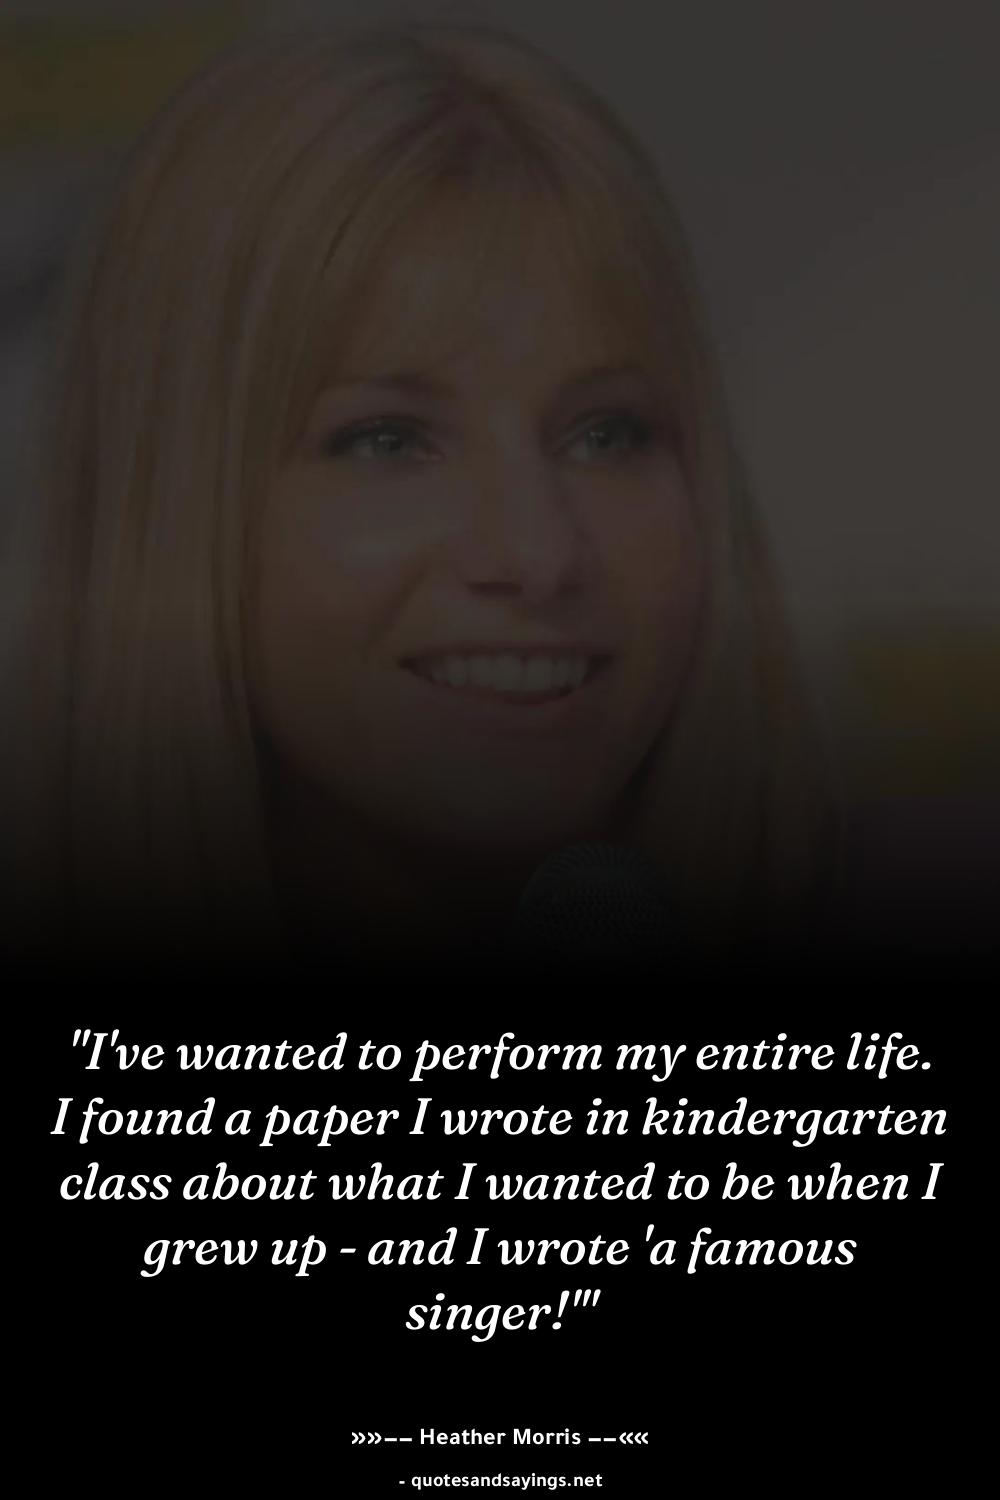 "I've wanted to perform my entire life.
I found a paper I wrote in kindergarten
class about what I wanted to be when I
grew up - and I wrote 'a famous
singer!'"
»»–– Heather Morris ––««
- quotesandsayings.net